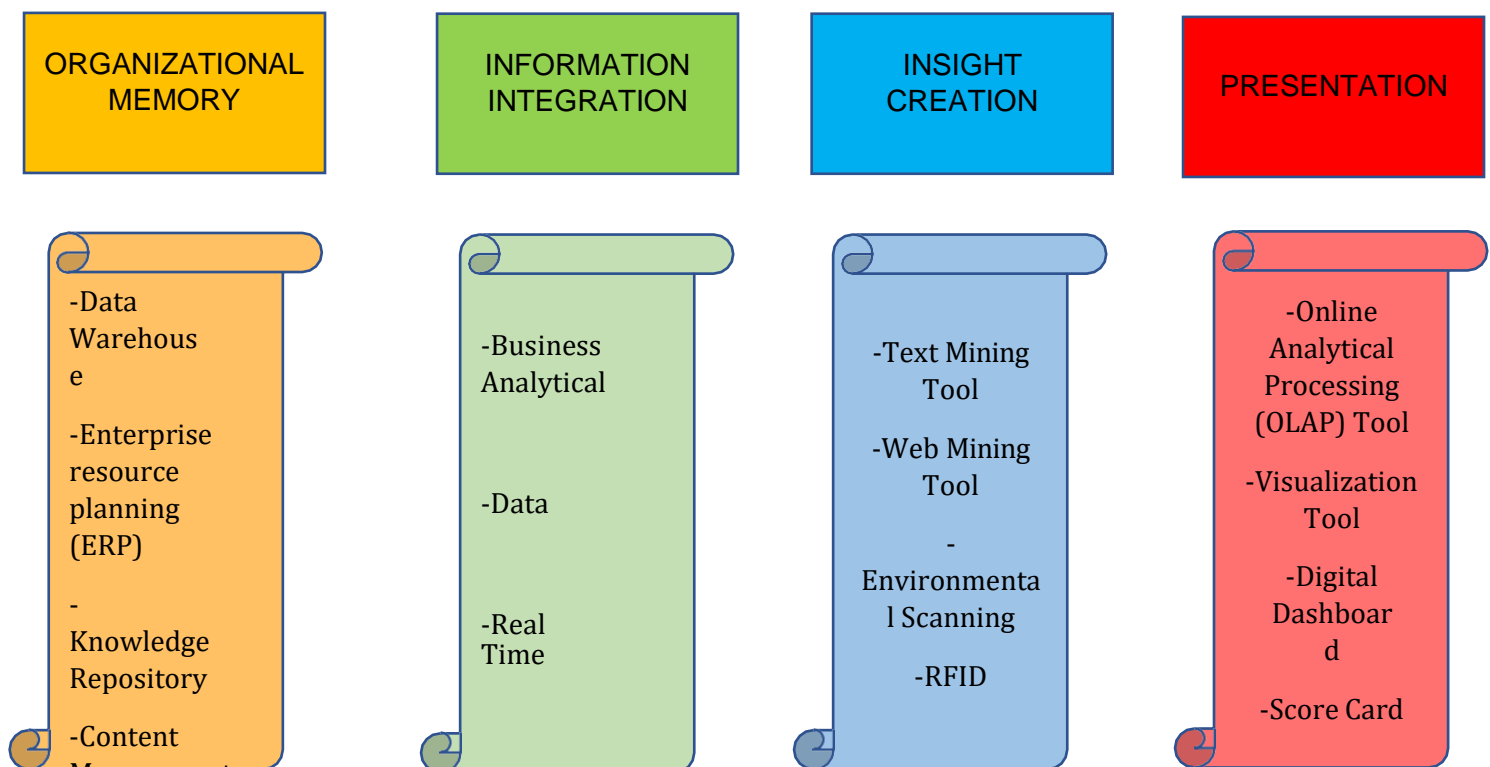 ORGANIZATIONAL
MEMORY
INFORMATION
INTEGRATION
INSIGHT
CREATION
PRESENTATION
-Data
Warehous
e
-Enterprise
resource
planning
(ERP)
-
Knowledge
Repository
-Content
-Business
Analytical
-Data
-Real
Time
-Text Mining
Tool
-Web Mining
Tool
-
Environmenta
l Scanning
-RFID
-Online
Analytical
Processing
(OLAP) Tool
-Visualization
Tool
-Digital
Dashboar
d
-Score Card